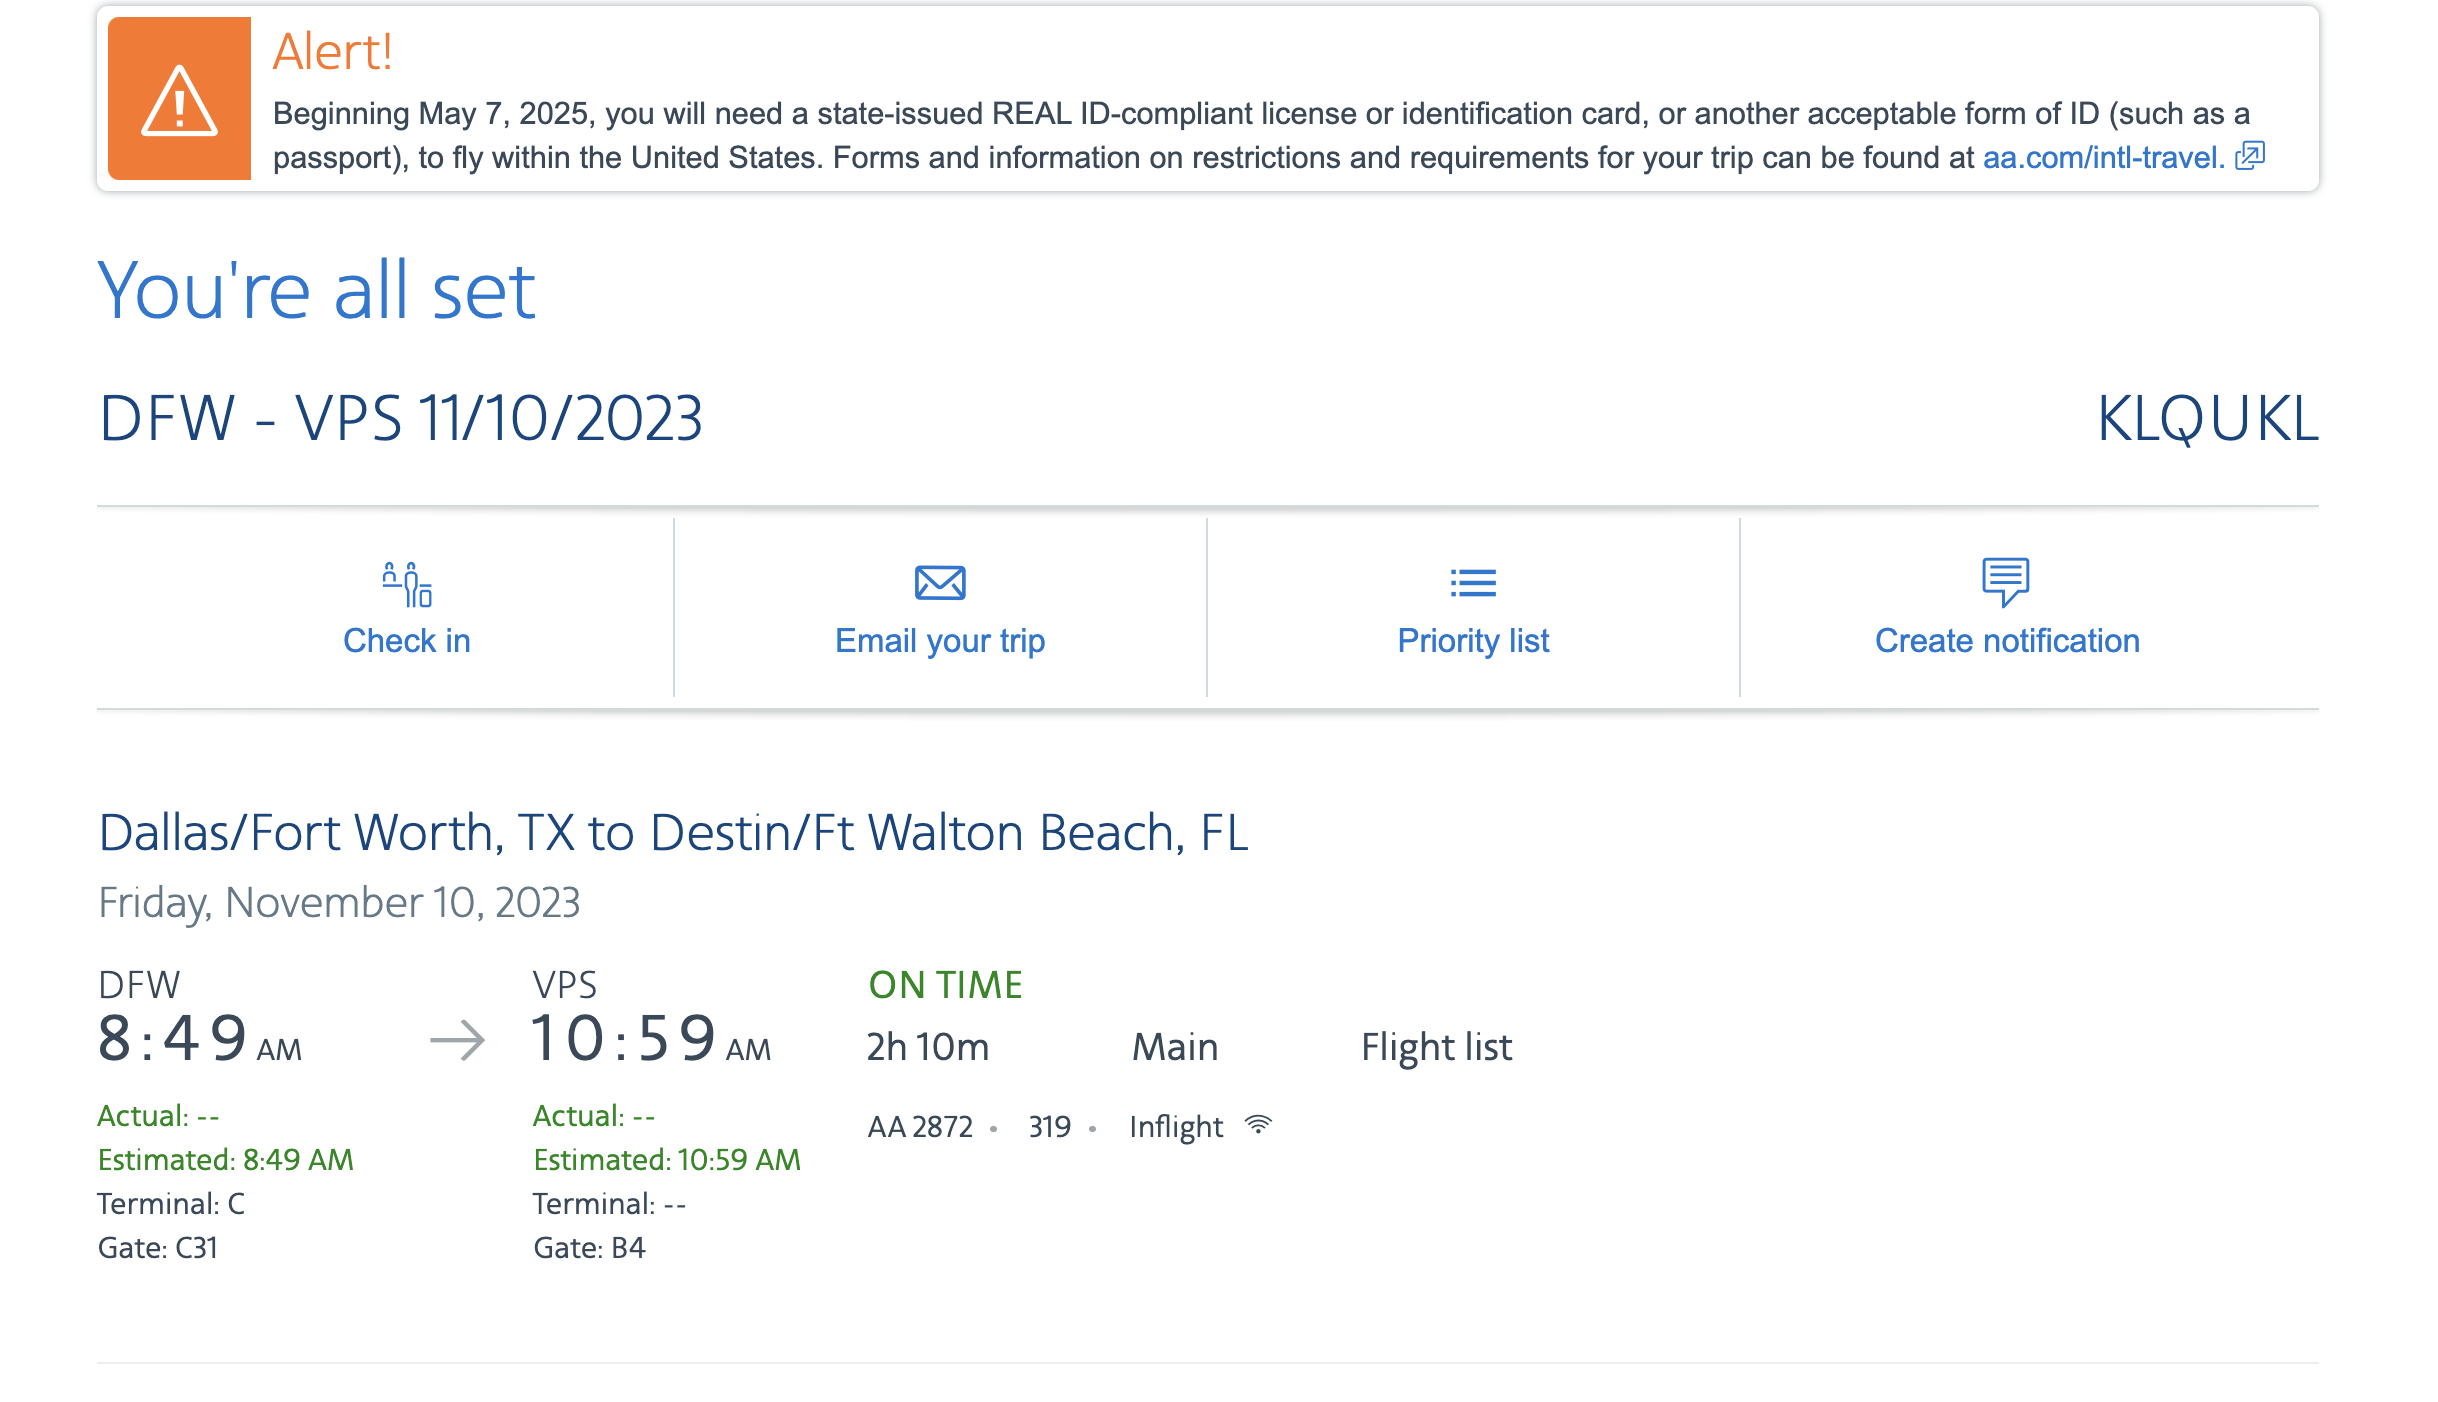 Alert!
Beginning May 7, 2025, you will need a state-issued REAL ID-compliant license or identification card, or another acceptable form of ID (such as a
passport), to fly within the United States. Forms and information on restrictions and requirements for your trip can be found at aa.com/intl-travel.
You're all set
DFW - VPS 11/10/2023 KLQUKL
Check in Email your trip Priority list Create notification
Dallas/Fort Worth, TX to Destin/Ft Walton Beach, FL
Friday, November 10, 2023
DFW VPS ON TIME
8:49 AM 10:59 AM 2h 10m Main Flight list
Actual: -- Actual: -- AA 2872 • 319 • Inflight
Estimated: 8:49 AM Estimated: 10:59 AM
Terminal: C Terminal: --
Gate: C31 Gate: B4